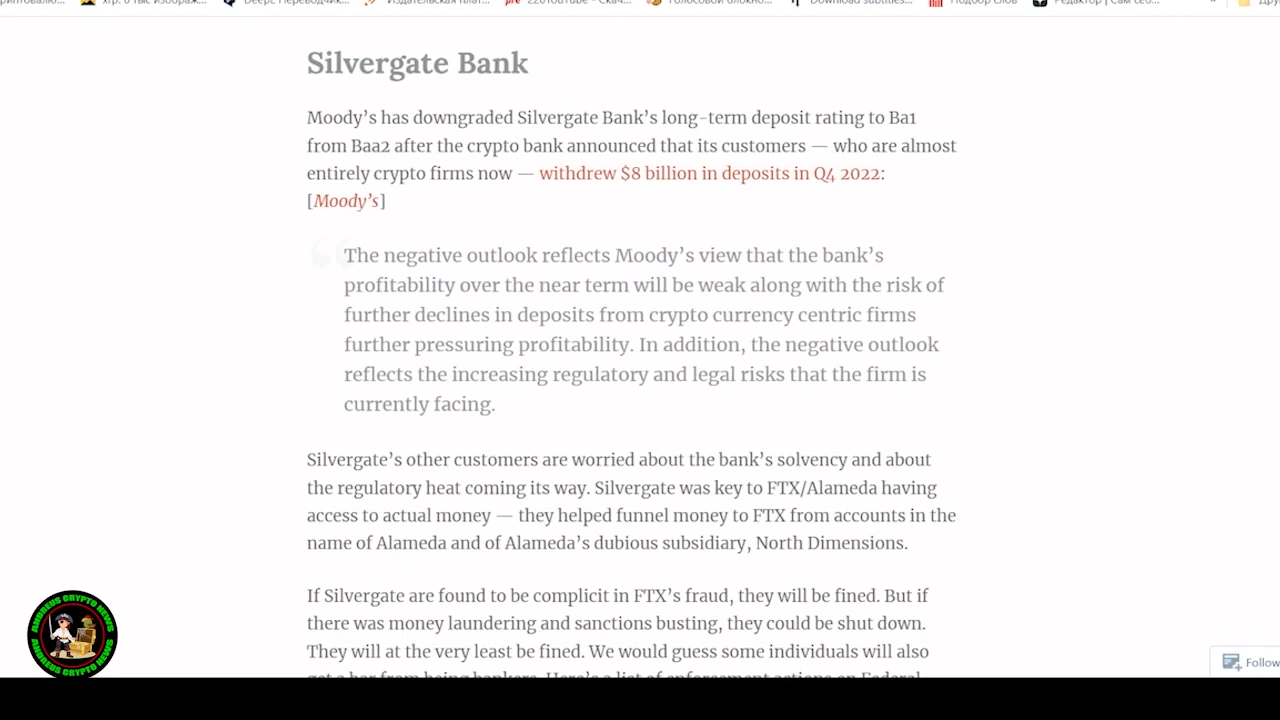 Silvergate Bank
Moody's has downgraded Silvergate Bank's long-term deposit rating to Ba1
from Baa2 after the crypto bank announced that its customers — who are almost
entirely crypto firms now — withdrew $8 billion in deposits in Q4 2022:
[Moody's]
The negative outlook reflects Moody's view that the bank's
profitability over the near term will be weak along with the risk of
further declines in deposits from crypto currency centric firms
further pressuring profitability. In addition, the negative outlook
reflects the increasing regulatory and legal risks that the firm is
currently facing.
Silvergate's other customers are worried about the bank's solvency and about
the regulatory heat coming its way. Silvergate was key to FTX/Alameda having
access to actual money — they helped funnel money to FTX from accounts in the
name of Alameda and of Alameda's dubious subsidiary, North Dimensions.
If Silvergate are found to be complicit in FTX's fraud, they will be fined. But if
there was money laundering and sanctions busting, they could be shut down.
They will at the very least be fined. We would guess some individuals will also
ANDREUS CRYPTO NEWS
ANDREUS CRYPTO NEWS
Follow